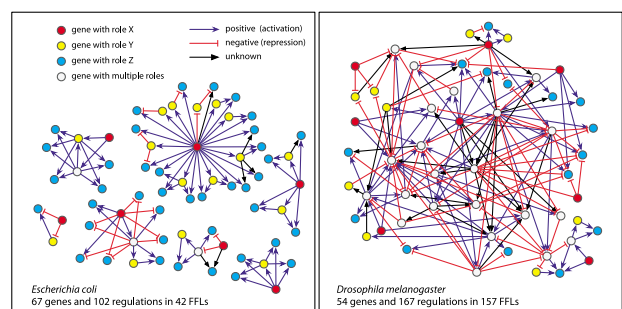 gene with role X
gene with role Y
gene with role Z
gene with multiple roles
positive (activation)
negative (repression)
unknown
Escherichia coli
67 genes and 102 regulations in 42 FFLs
Drosophila melanogaster
54 genes and 167 regulations in 157 FFLs